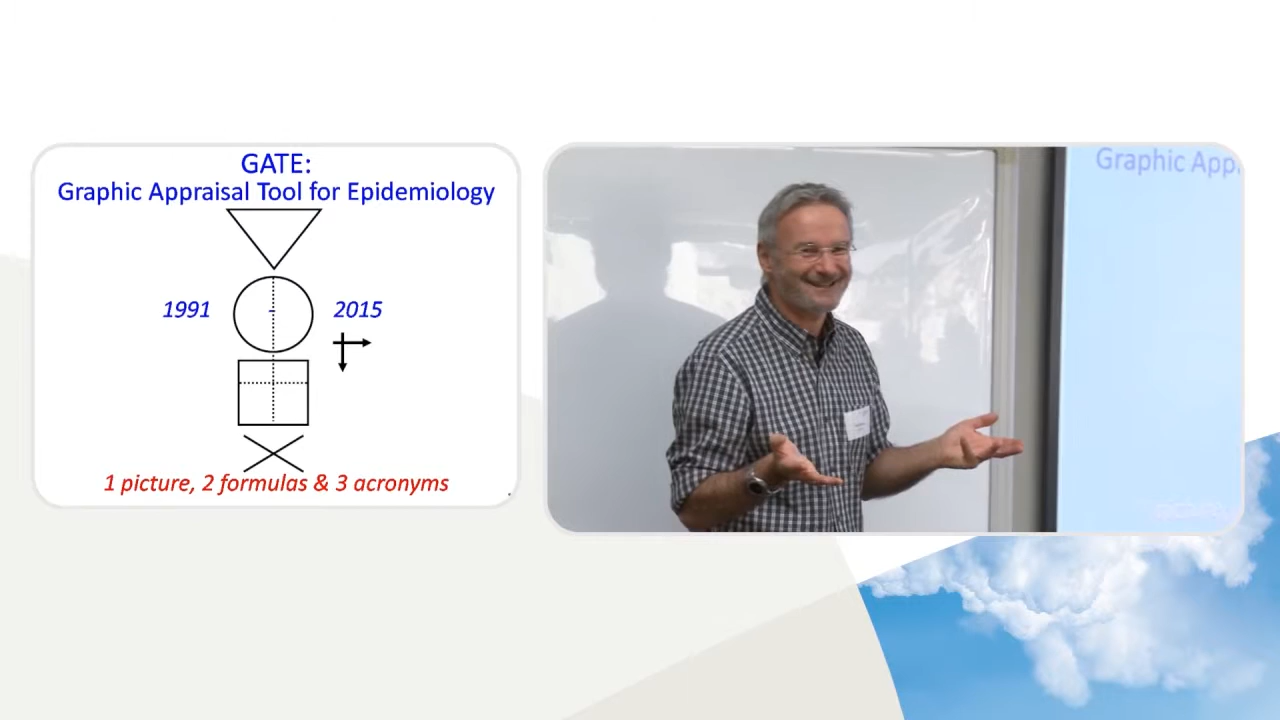 GATE:
Graphic Appraisal Tool for Epidemiology
1991 - 2015
1 picture, 2 formulas & 3 acronyms
Graphic App